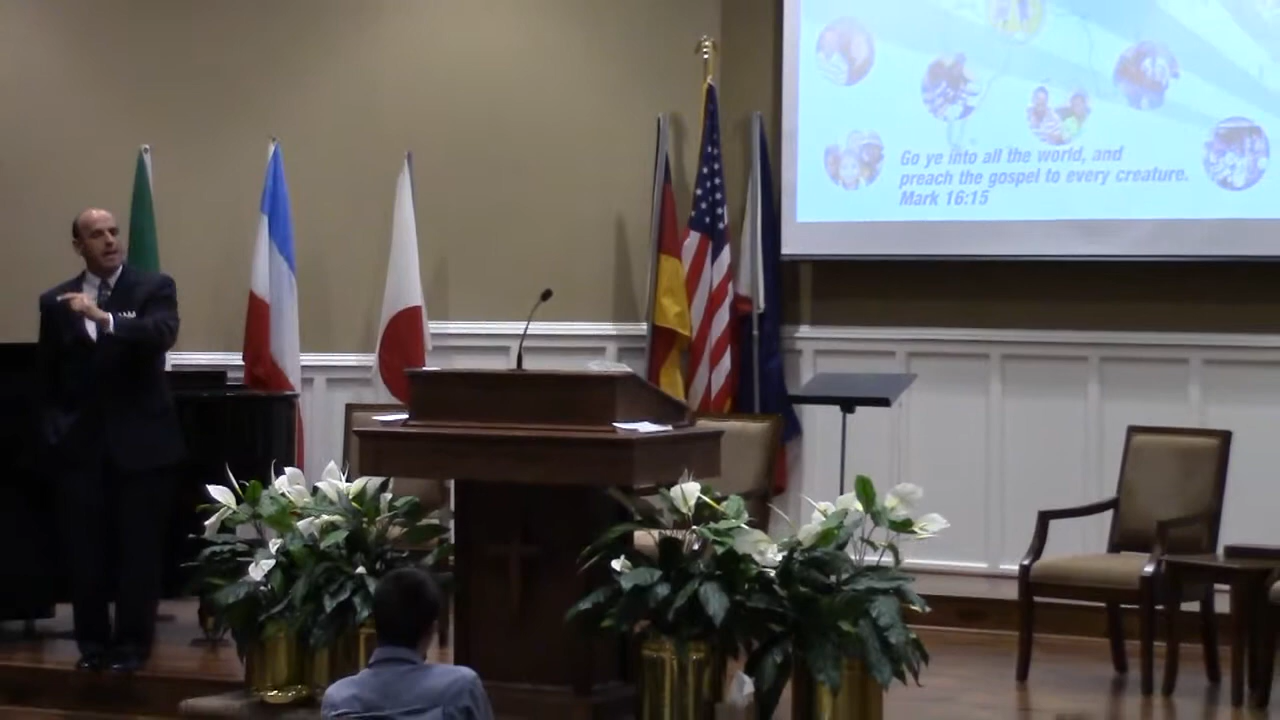 Go ye into all the world, and
preach the gospel to every creature.
Mark 16:15